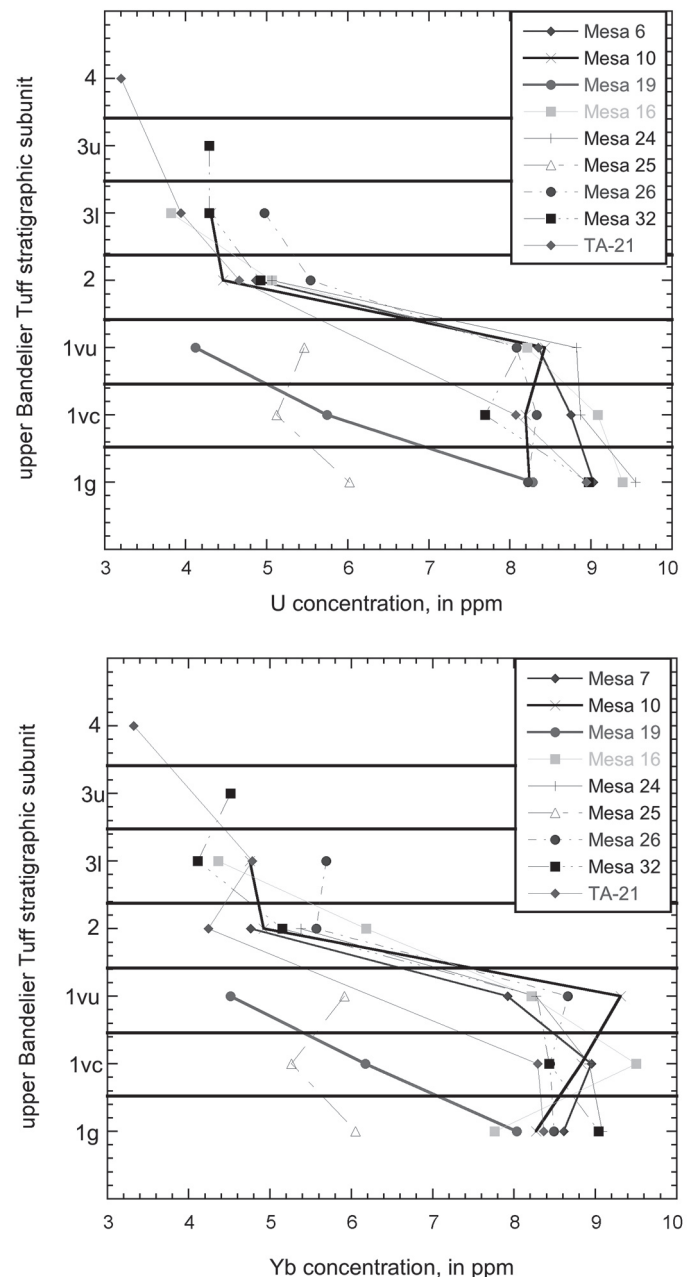 upper Bandelier Tuff stratigraphic subunit
4
3u
3l
2
1vu
1vc
1g
3 4 5 6 7 8 9 10
U concentration, in ppm
Mesa 6
Mesa 10
Mesa 19
Mesa 16
Mesa 24
Mesa 25
Mesa 26
Mesa 32
TA-21
upper Bandelier Tuff stratigraphic subunit
4
3u
3l
2
1vu
1vc
1g
3 4 5 6 7 8 9 10
Yb concentration, in ppm
Mesa 7
Mesa 10
Mesa 19
Mesa 16
Mesa 24
Mesa 25
Mesa 26
Mesa 32
TA-21